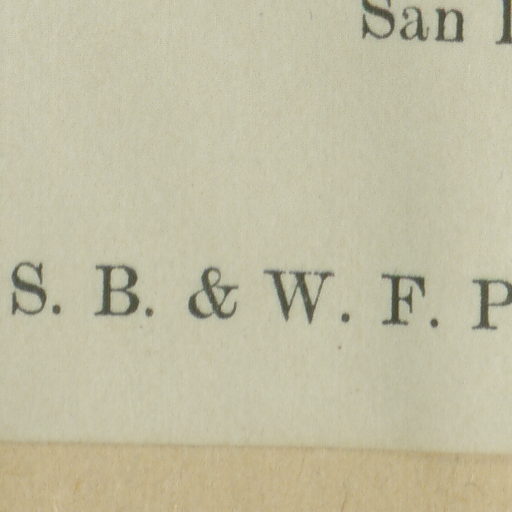 San
S. B. & W. F. P